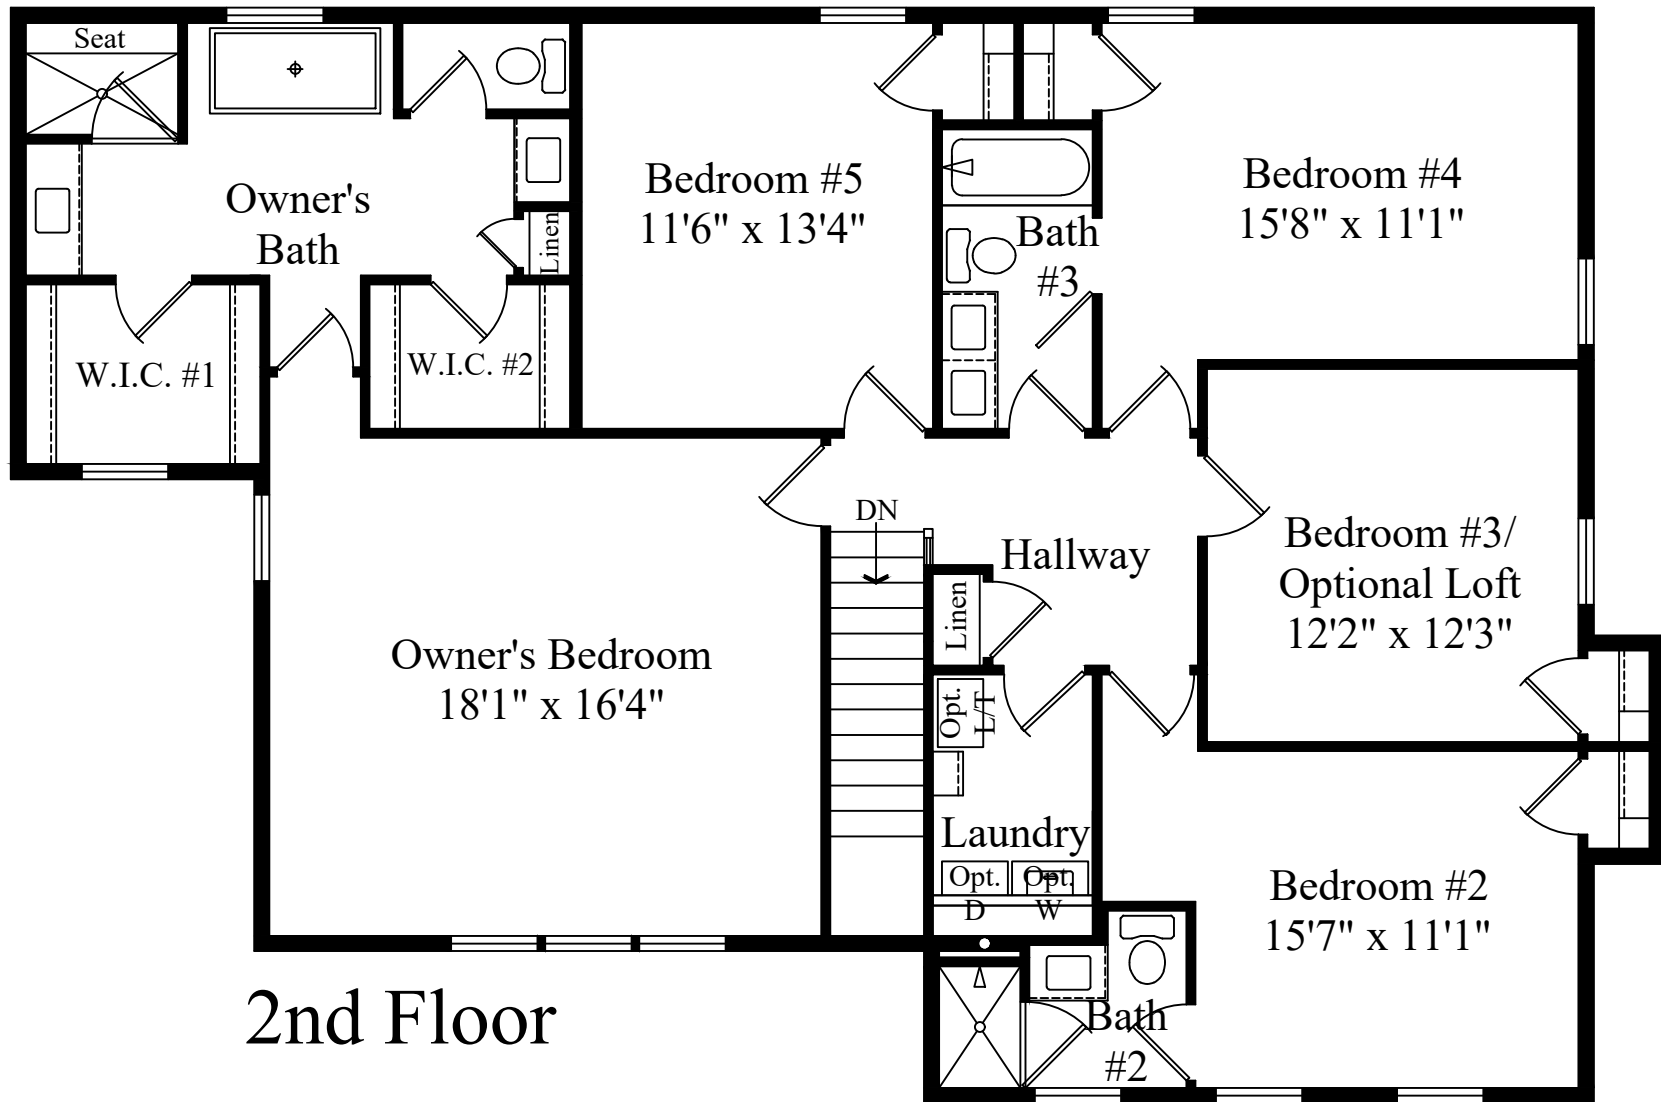 Seat
Owner's
Bath
Linen
W.I.C. #1
W.I.C. #2
Bedroom #5
11'6" x 13'4"
Bath
#3
Bedroom #4
15'8" x 11'1"
DN
Hallway
Linen
Bedroom #3/
Optional Loft
12'2" x 12'3"
Owner's Bedroom
18'1" x 16'4"
Opt.
L/T
Laundry
Opt.
D
Opt.
W
Bedroom #2
15'7" x 11'1"
Bath
#2
2nd Floor